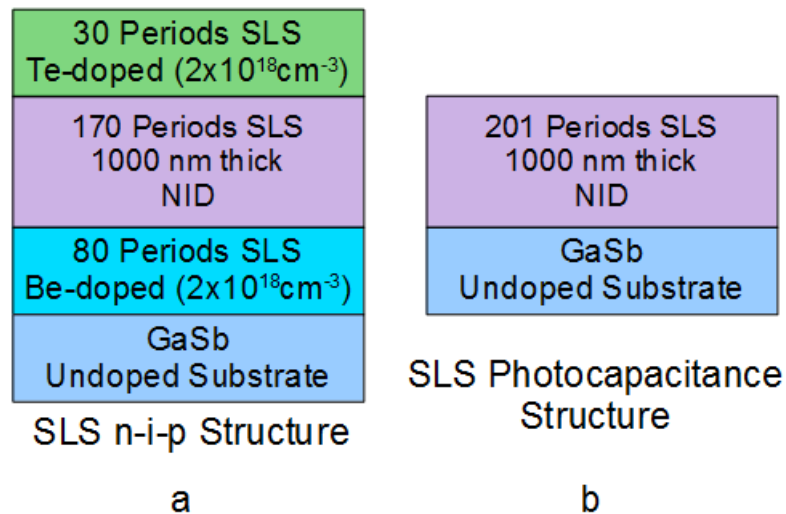 30 Periods SLS
Te-doped (2x10¹⁸cm⁻³)
170 Periods SLS
1000 nm thick
NID
80 Periods SLS
Be-doped (2x10¹⁸cm⁻³)
GaSb
Undoped Substrate
SLS n-i-p Structure
a
201 Periods SLS
1000 nm thick
NID
GaSb
Undoped Substrate
SLS Photocapacitance
Structure
b